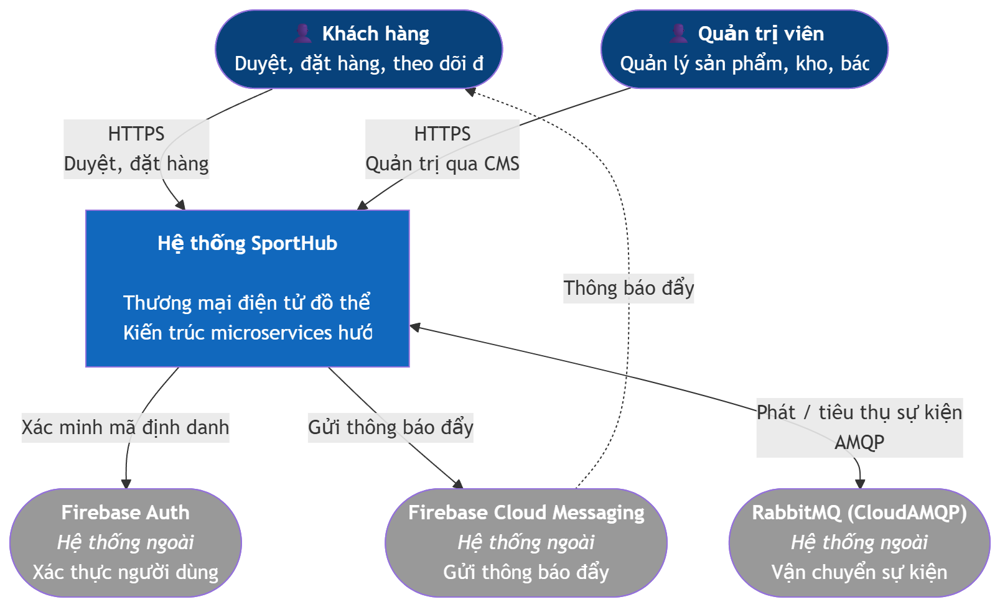 Khách hàng
Duyệt, đặt hàng, theo dõi đ
Quản trị viên
Quản lý sản phẩm, kho, bác
HTTPS
Duyệt, đặt hàng
HTTPS
Quản trị qua CMS
Hệ thống SportHub
Thương mại điện tử đồ thể
Kiến trúc microservices hướ
Thông báo đẩy
Phát / tiêu thụ sự kiện
AMQP
Xác minh mã định danh
Gửi thông báo đẩy
Firebase Auth
Hệ thống ngoài
Xác thực người dùng
Firebase Cloud Messaging
Hệ thống ngoài
Gửi thông báo đẩy
RabbitMQ (CloudAMQP)
Hệ thống ngoài
Vận chuyển sự kiện